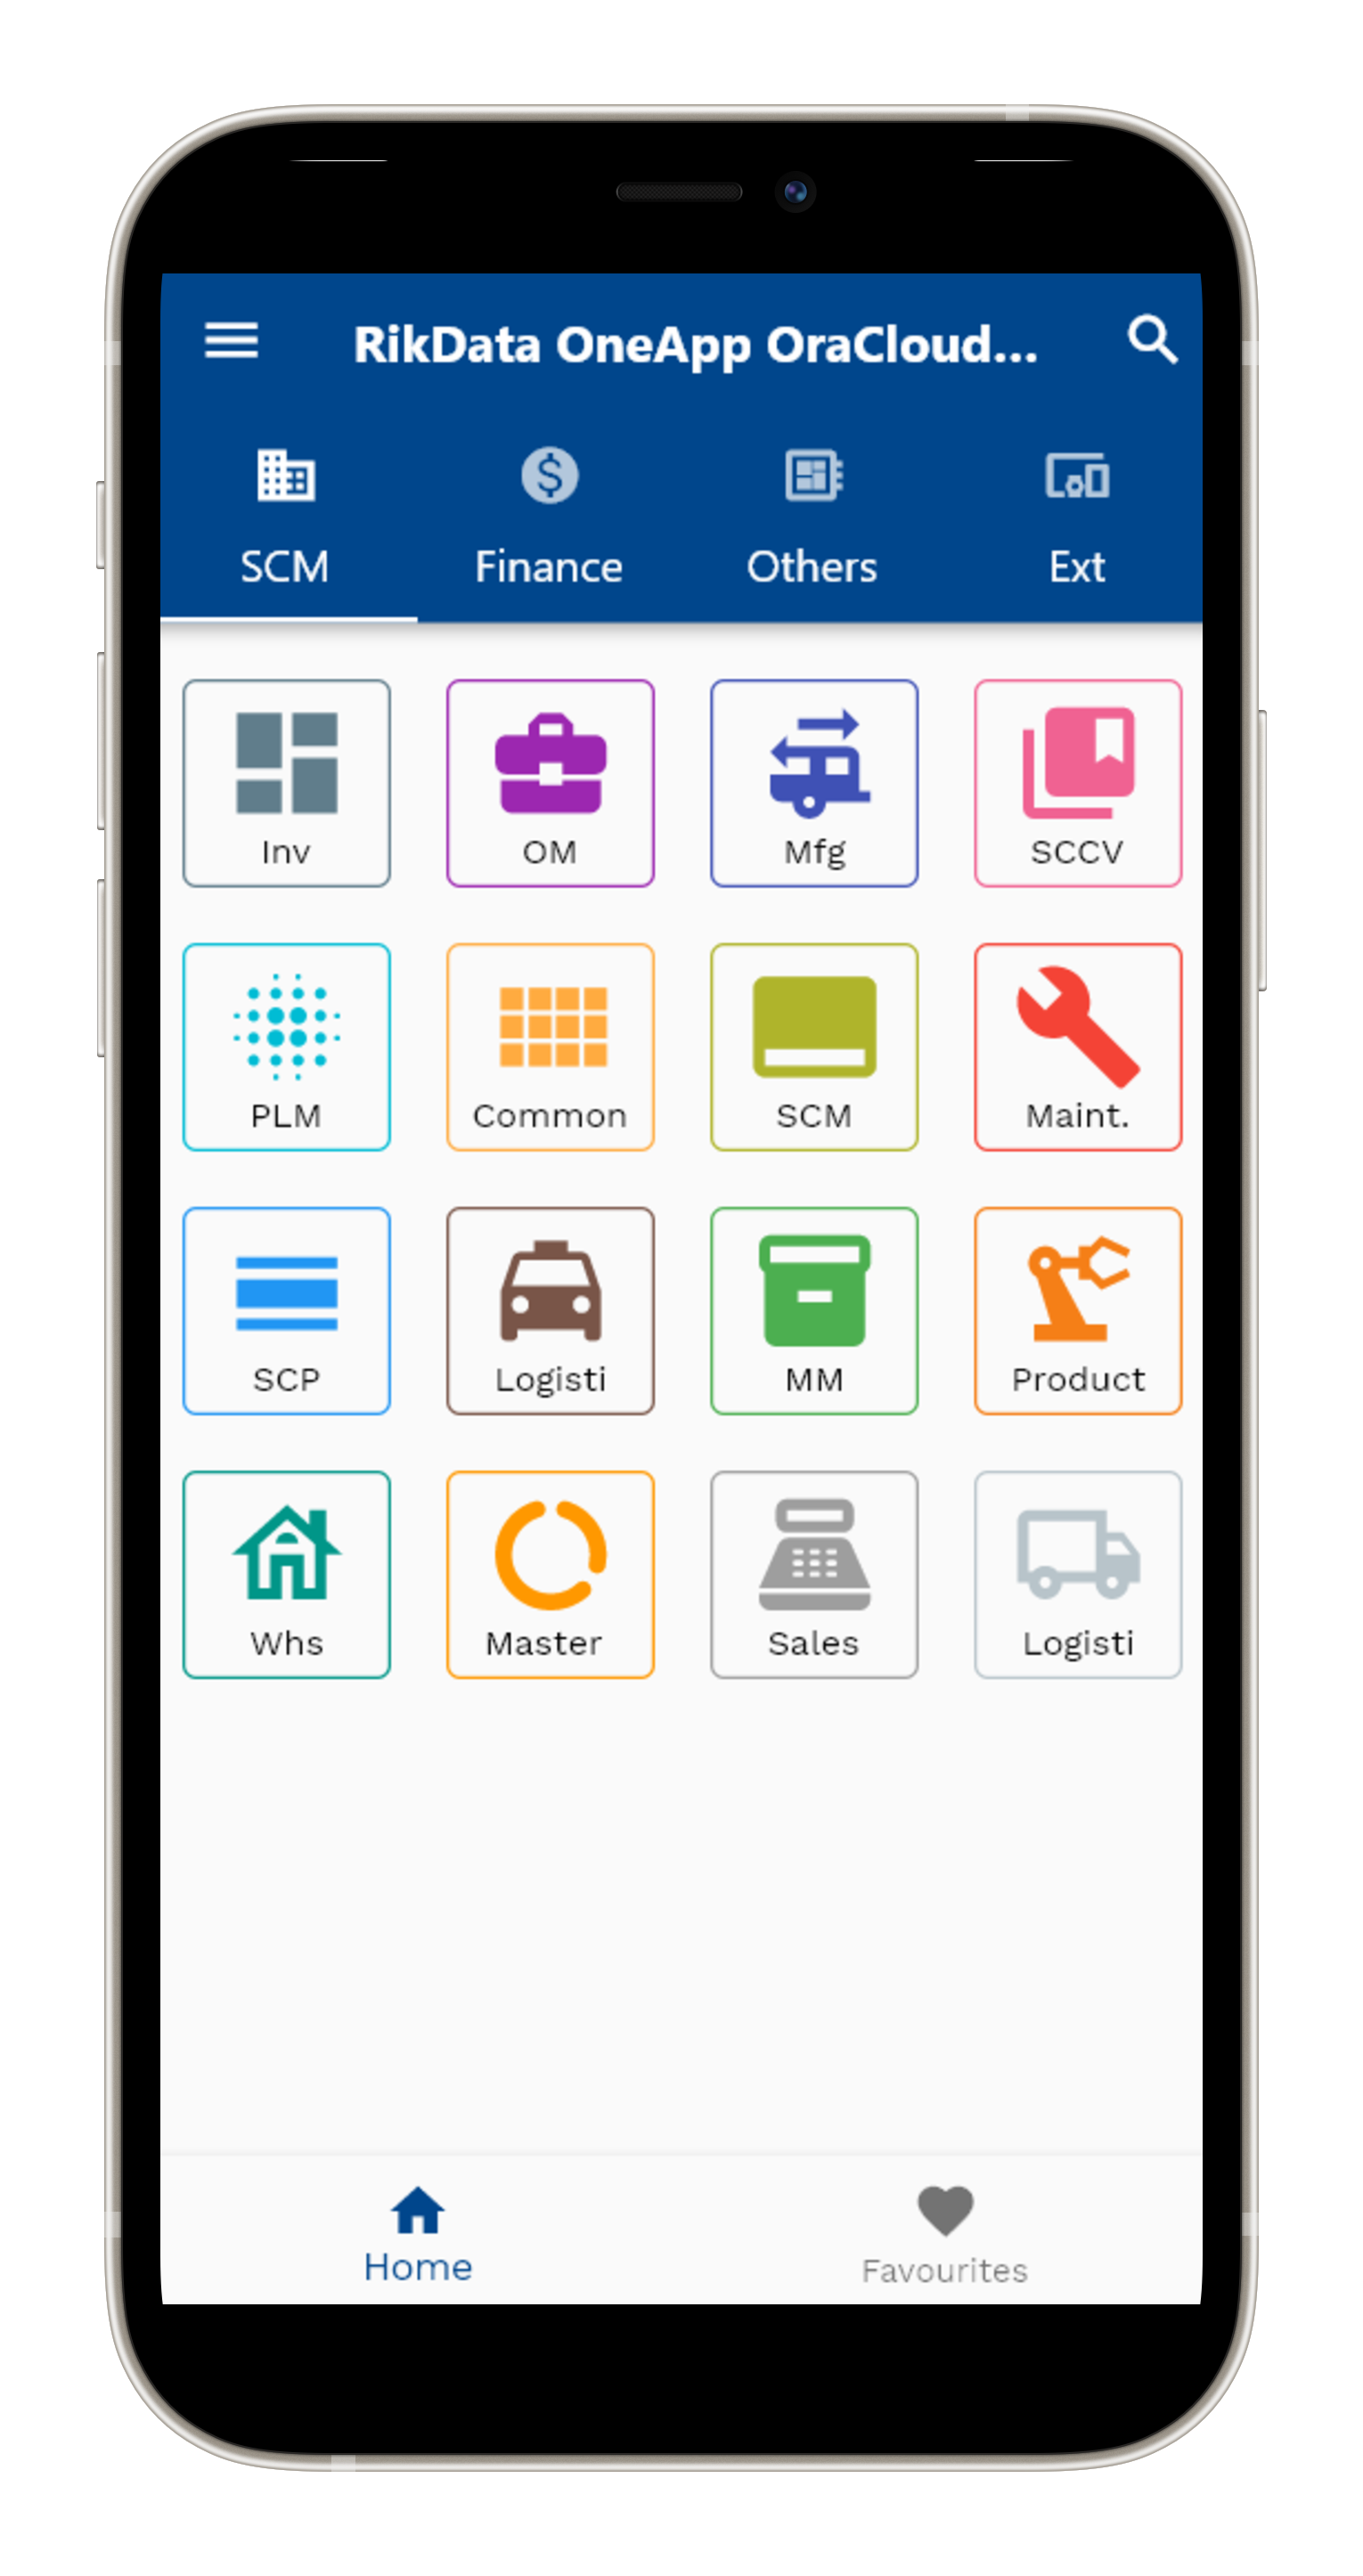 RikData OneApp OraCloud...
SCM Finance Others Ext
Inv OM Mfg SCCV
PLM Common SCM Maint.
SCP Logisti MM Product
Whs Master Sales Logisti
Home Favourites